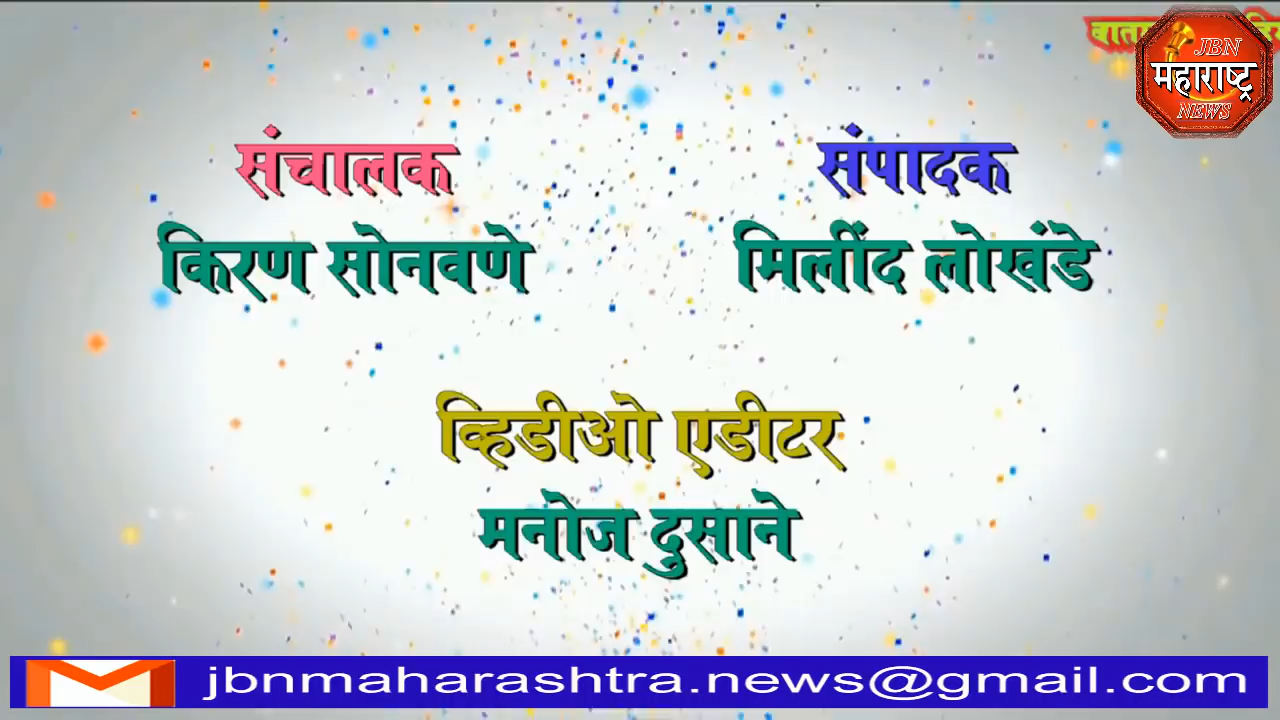 JBN
महाराष्ट्र
NEWS
संचालक
संपादक
किरण सोनवणे
मिलींद लोखंडे
व्हिडीओ एडीटर
मनोज दुसाने
jbnmaharashtra.news@gmail.com